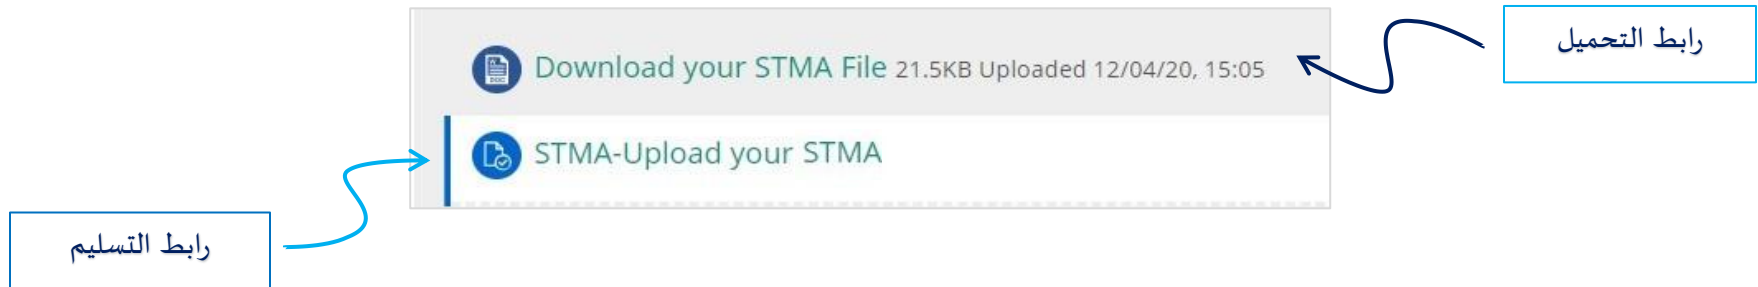 رابط التحميل
Download your STMA File 21.5KB Uploaded 12/04/20, 15:05
STMA-Upload your STMA
رابط التسليم